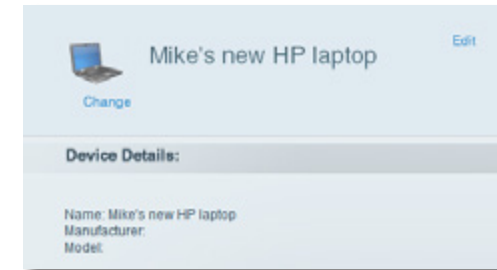 Mike's new HP laptop
Edit
Change
Device Details:
Name: Mike's new HP laptop
Manufacturer:
Model: